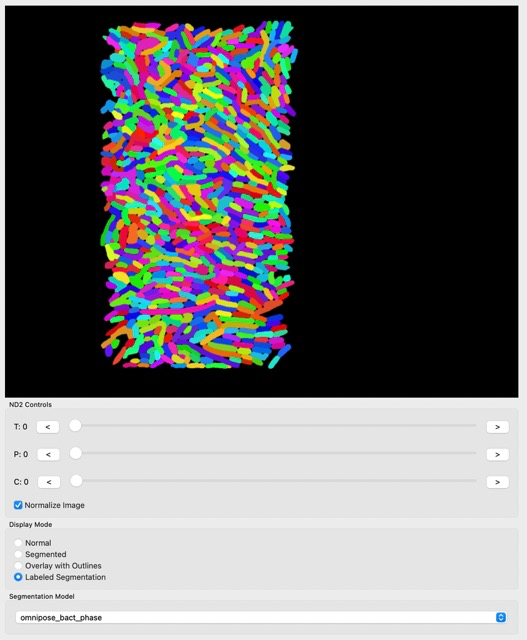 ND2 Controls
T: 0 < >
P: 0 < >
C: 0 < >
Normalize Image
Display Mode
Normal
Segmented
Overlay with Outlines
Labeled Segmentation
Segmentation Model
omnipose_bact_phase